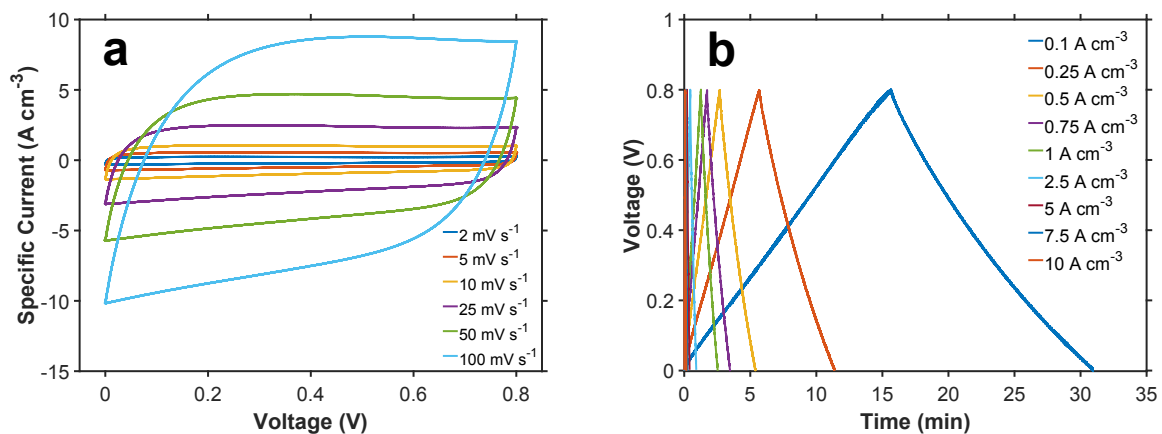 a
Specific Current (A cm⁻³)
10
5
0
-5
-10
-15
0
0.2
0.4
0.6
0.8
Voltage (V)
2 mV s⁻¹
5 mV s⁻¹
10 mV s⁻¹
25 mV s⁻¹
50 mV s⁻¹
100 mV s⁻¹
b
Voltage (V)
1
0.8
0.6
0.4
0.2
0
0
5
10
15
20
25
30
35
Time (min)
0.1 A cm⁻³
0.25 A cm⁻³
0.5 A cm⁻³
0.75 A cm⁻³
1 A cm⁻³
2.5 A cm⁻³
5 A cm⁻³
7.5 A cm⁻³
10 A cm⁻³